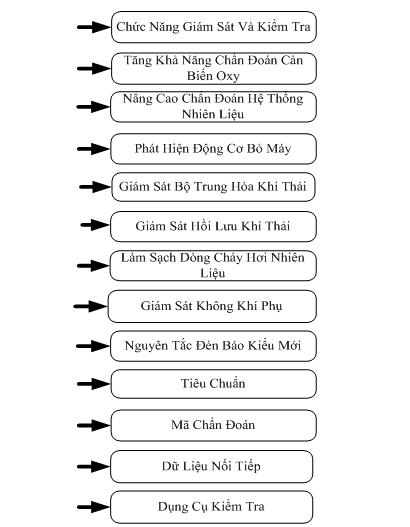 Chức Năng Giám Sát Và Kiểm Tra
Tăng Khả Năng Chẩn Đoán Cản
Biến Oxy
Nâng Cao Chẩn Đoán Hệ Thống
Nhiên Liệu
Phát Hiện Động Cơ Bỏ Máy
Giám Sát Bộ Trung Hòa Khí Thải
Giám Sát Hồi Lưu Khí Thải
Làm Sạch Dòng Chảy Hơi Nhiên
Liệu
Giám Sát Không Khí Phụ
Nguyên Tắc Đèn Báo Kiểu Mới
Tiêu Chuẩn
Mã Chẩn Đoán
Dữ Liệu Nối Tiếp
Dụng Cụ Kiểm Tra